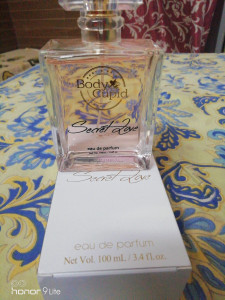 Body Cupid
Secret Love
eau de parfum
Secret Love
eau de parfum
Net Vol. 100 mL / 3.4 fl. oz.
honor 9 Lite